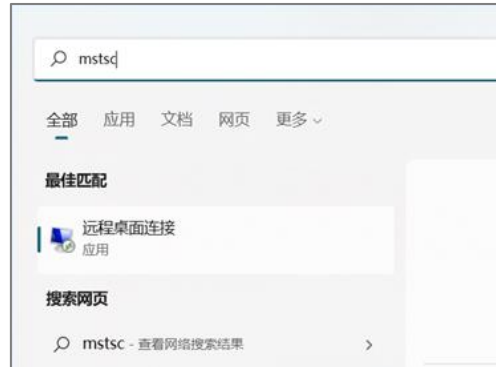 mstsc
全部 应用 文档 网页 更多
最佳匹配
远程桌面连接
应用
搜索网页
mstsc - 查看网络搜索结果